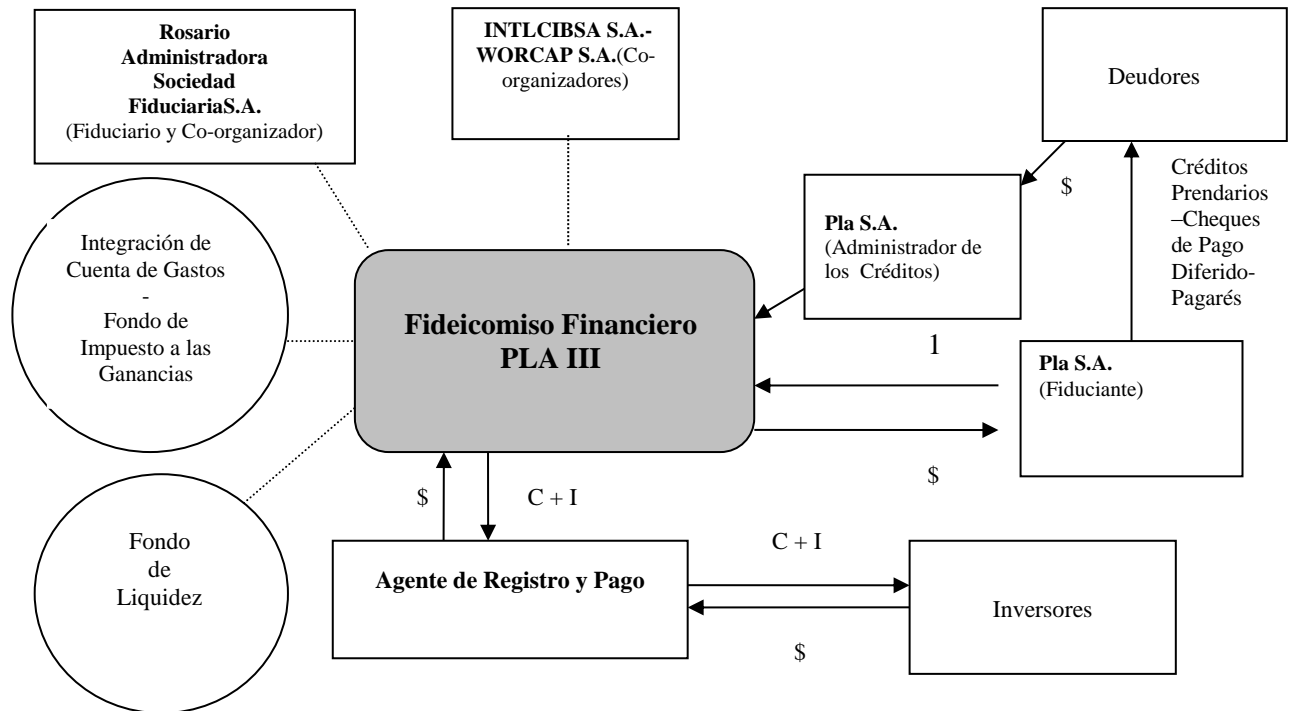 Rosario
Administradora
Sociedad
FiduciariaS.A.
(Fiduciario y Co-organizador)
INTLCIBSA S.A.-
WORCAP S.A.(Co-
organizadores)
Deudores
Créditos
Prendarios
–Cheques
de Pago
Diferido-
Pagarés
$
Pla S.A.
(Administrador de
los Créditos)
Integración de
Cuenta de Gastos
-
Fondo de
Impuesto a las
Ganancias
Fideicomiso Financiero
PLA III
1
Pla S.A.
(Fiduciante)
$
$
C + I
Fondo
de
Liquidez
Agente de Registro y Pago
C + I
$
Inversores